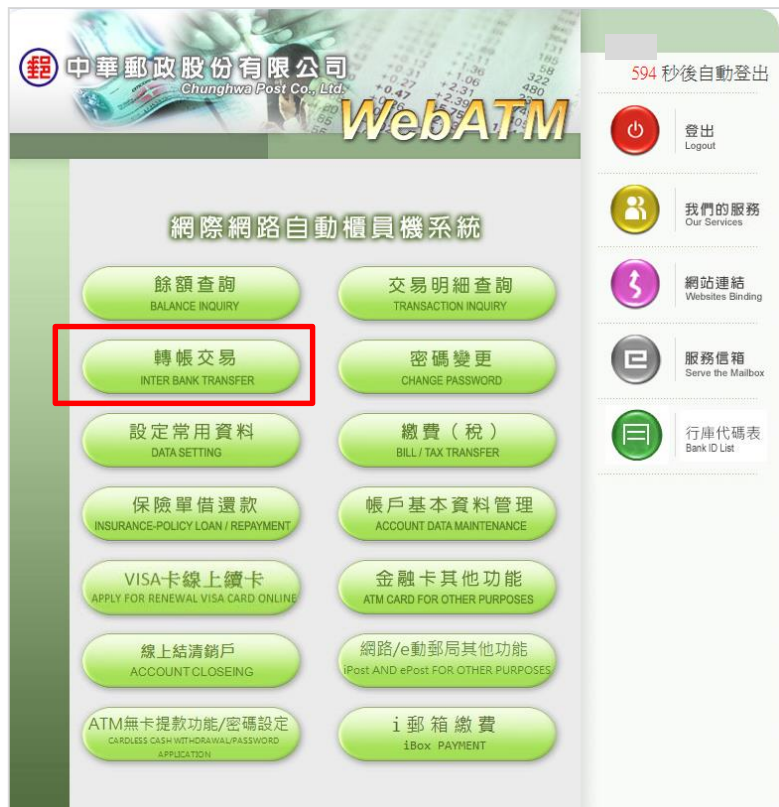 郵 中華郵政股份有限公司
Chunghwa Post Co., Ltd.
WebATM
594 秒後自動登出
登出
Logout
我們的服務
Our Services
網站連結
Websites Binding
服務信箱
Serve the Mailbox
行庫代碼表
Bank ID List
網際網路自動櫃員機系統
餘額查詢
BALANCE INQUIRY
交易明細查詢
TRANSACTION INQUIRY
轉帳交易
INTER BANK TRANSFER
密碼變更
CHANGE PASSWORD
設定常用資料
DATA SETTING
繳費（稅）
BILL / TAX TRANSFER
保險單借還款
INSURANCE-POLICY LOAN / REPAYMENT
帳戶基本資料管理
ACCOUNT DATA MAINTENANCE
VISA卡線上續卡
APPLY FOR RENEWAL VISA CARD ONLINE
金融卡其他功能
ATM CARD FOR OTHER PURPOSES
線上結清銷戶
ACCOUNT CLOSEING
網路/e動郵局其他功能
iPost AND ePost FOR OTHER PURPOSES
ATM無卡提款功能/密碼設定
CARDLESS CASH WITHDRAWAL/PASSWORD
APPLICATION
i郵箱繳費
iBox PAYMENT